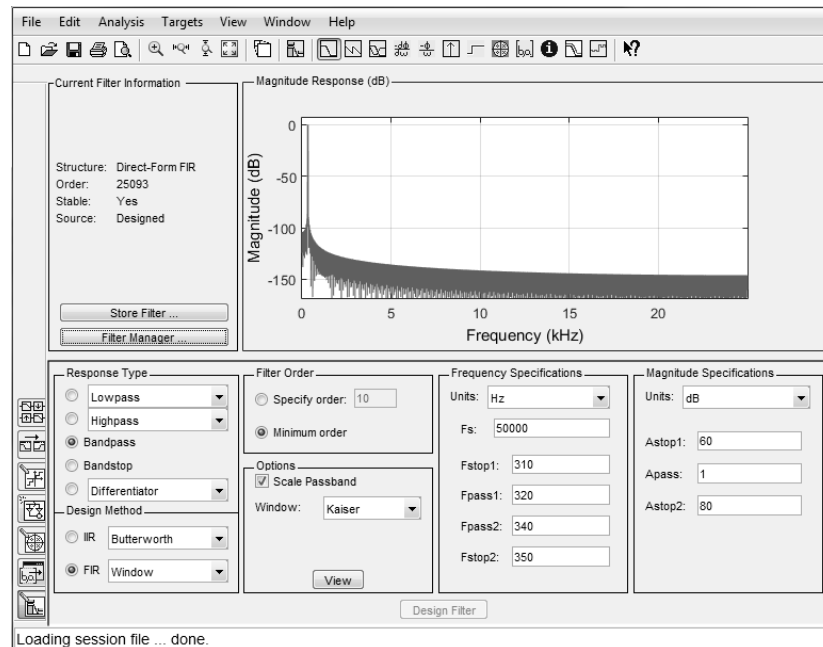 File Edit Analysis Targets View Window Help
Current Filter Information
Structure: Direct-Form FIR
Order: 25093
Stable: Yes
Source: Designed
Store Filter ...
Filter Manager ...
Magnitude Response (dB)
Magnitude (dB)
0
-50
-100
-150
0 5 10 15 20
Frequency (kHz)
Response Type
Lowpass
Highpass
Bandpass
Bandstop
Differentiator
Design Method
IIR Butterworth
FIR Window
Filter Order
Specify order: 10
Minimum order
Options
Scale Passband
Window: Kaiser
View
Frequency Specifications
Units: Hz
Fs: 50000
Fstop1: 310
Fpass1: 320
Fpass2: 340
Fstop2: 350
Magnitude Specifications
Units: dB
Astop1: 60
Apass: 1
Astop2: 80
Design Filter
Loading session file ... done.